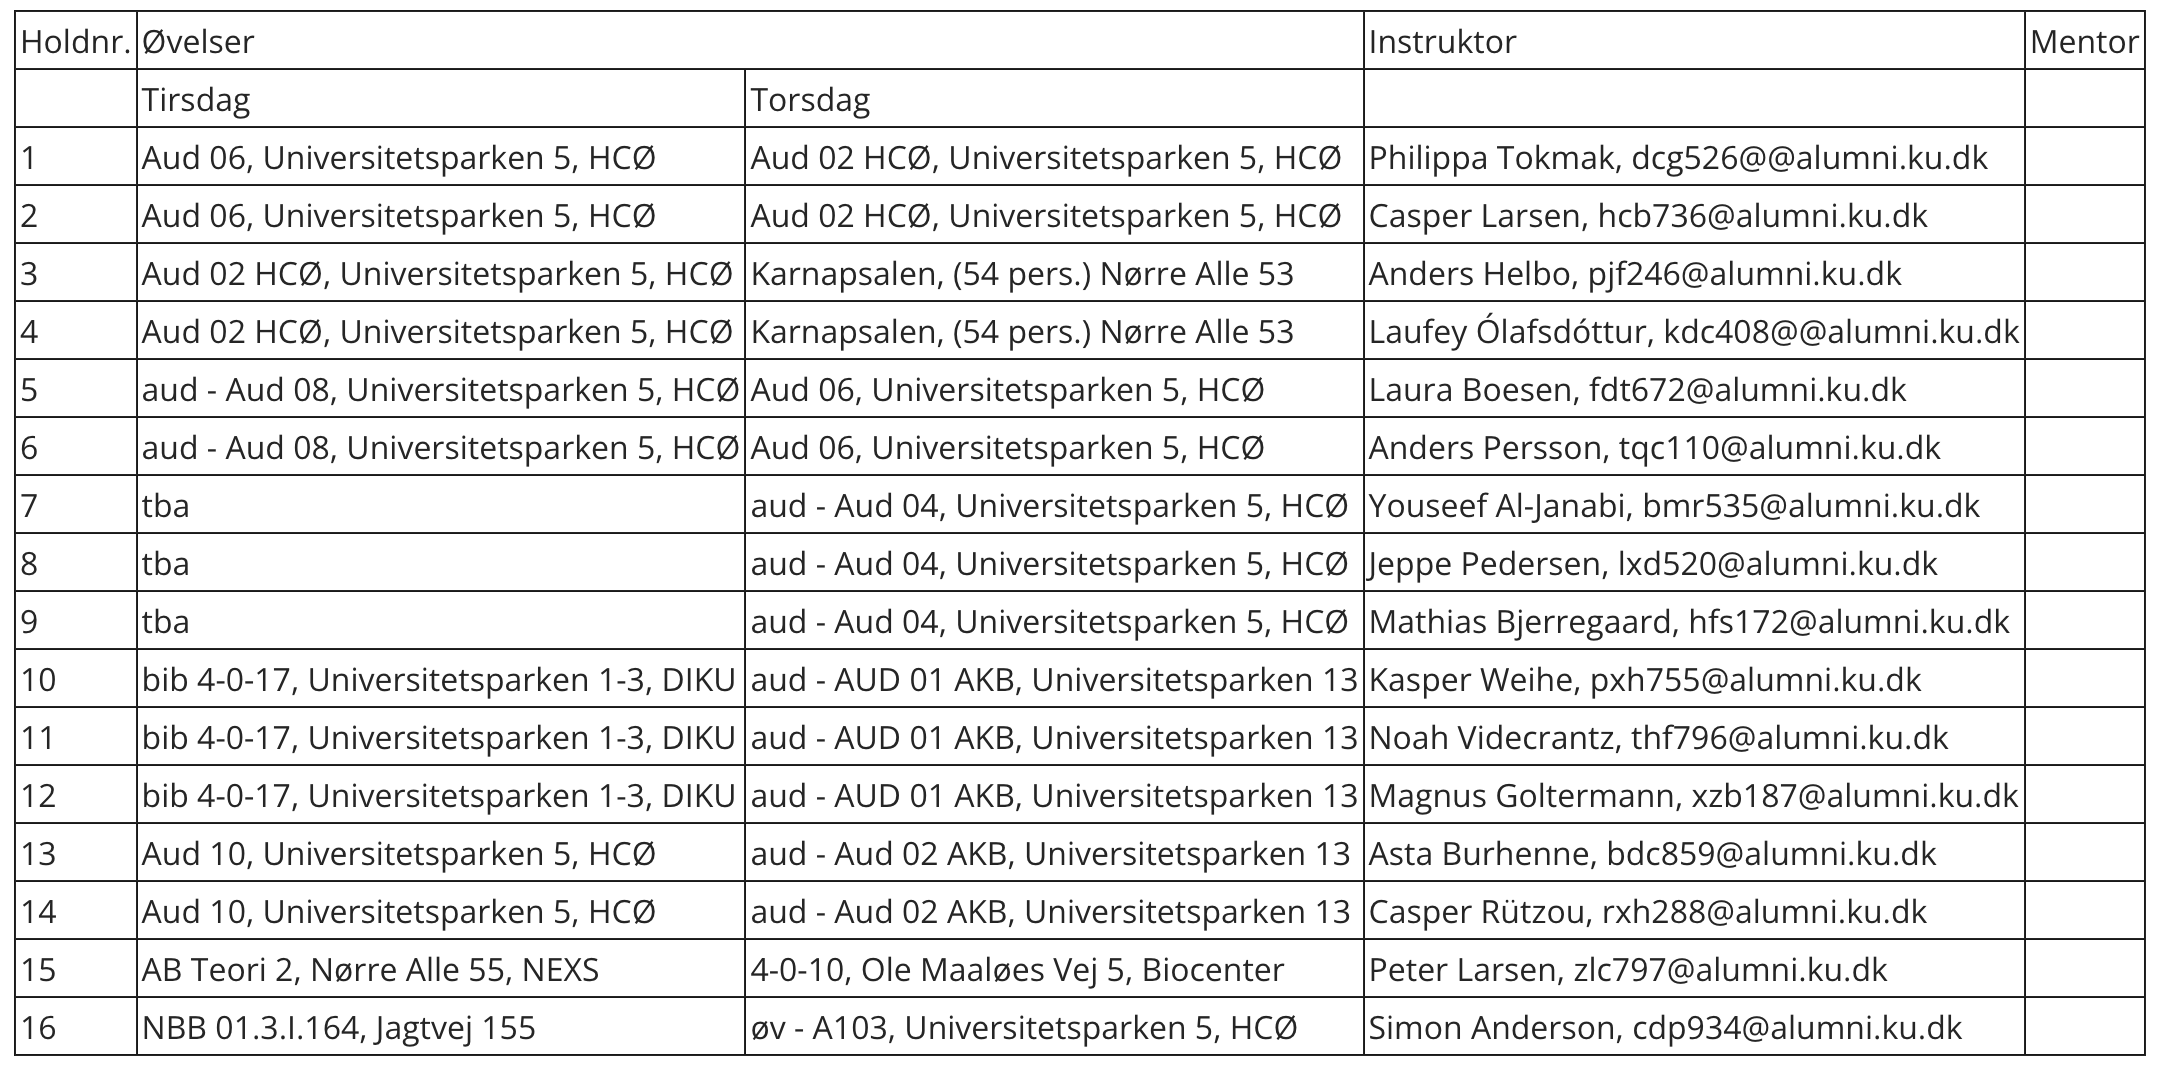 Holdnr. Øvelser Instruktor Mentor
Tirsdag Torsdag
1 Aud 06, Universitetsparken 5, HCØ Aud 02 HCØ, Universitetsparken 5, HCØ Philippa Tokmak, dcg526@@alumni.ku.dk
2 Aud 06, Universitetsparken 5, HCØ Aud 02 HCØ, Universitetsparken 5, HCØ Casper Larsen, hcb736@alumni.ku.dk
3 Aud 02 HCØ, Universitetsparken 5, HCØ Karnapsalen, (54 pers.) Nørre Alle 53 Anders Helbo, pjf246@alumni.ku.dk
4 Aud 02 HCØ, Universitetsparken 5, HCØ Karnapsalen, (54 pers.) Nørre Alle 53 Laufey Ólafsdóttur, kdc408@@alumni.ku.dk
5 aud - Aud 08, Universitetsparken 5, HCØ Aud 06, Universitetsparken 5, HCØ Laura Boesen, fdt672@alumni.ku.dk
6 aud - Aud 08, Universitetsparken 5, HCØ Aud 06, Universitetsparken 5, HCØ Anders Persson, tqc110@alumni.ku.dk
7 tba aud - Aud 04, Universitetsparken 5, HCØ Youseef Al-Janabi, bmr535@alumni.ku.dk
8 tba aud - Aud 04, Universitetsparken 5, HCØ Jeppe Pedersen, lxd520@alumni.ku.dk
9 tba aud - Aud 04, Universitetsparken 5, HCØ Mathias Bjerregaard, hfs172@alumni.ku.dk
10 bib 4-0-17, Universitetsparken 1-3, DIKU aud - AUD 01 AKB, Universitetsparken 13 Kasper Weihe, pxh755@alumni.ku.dk
11 bib 4-0-17, Universitetsparken 1-3, DIKU aud - AUD 01 AKB, Universitetsparken 13 Noah Videcrantz, thf796@alumni.ku.dk
12 bib 4-0-17, Universitetsparken 1-3, DIKU aud - AUD 01 AKB, Universitetsparken 13 Magnus Goltermann, xzb187@alumni.ku.dk
13 Aud 10, Universitetsparken 5, HCØ aud - Aud 02 AKB, Universitetsparken 13 Asta Burhenne, bdc859@alumni.ku.dk
14 Aud 10, Universitetsparken 5, HCØ aud - Aud 02 AKB, Universitetsparken 13 Casper Rützou, rxh288@alumni.ku.dk
15 AB Teori 2, Nørre Alle 55, NEXS 4-0-10, Ole Maaløes Vej 5, Biocenter Peter Larsen, zlc797@alumni.ku.dk
16 NBB 01.3.I.164, Jagtvej 155 øv - A103, Universitetsparken 5, HCØ Simon Anderson, cdp934@alumni.ku.dk